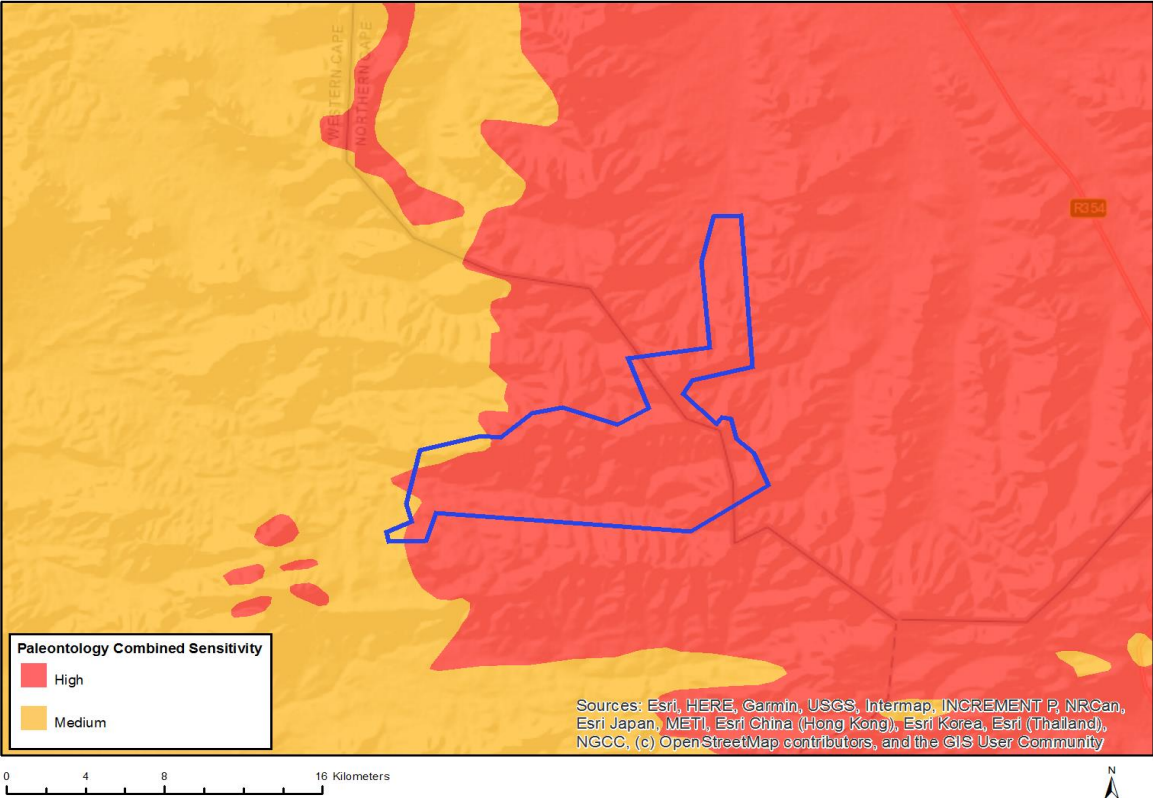 WESTERN CAPE
NORTHERN CAPE
R354
Paleontology Combined Sensitivity
High
Medium
Sources: Esri, HERE, Garmin, USGS, Intermap, INCREMENT P, NRCan,
Esri Japan, METI, Esri China (Hong Kong), Esri Korea, Esri (Thailand),
NGCC, (c) OpenStreetMap contributors, and the GIS User Community
0 4 8 16 Kilometers
N